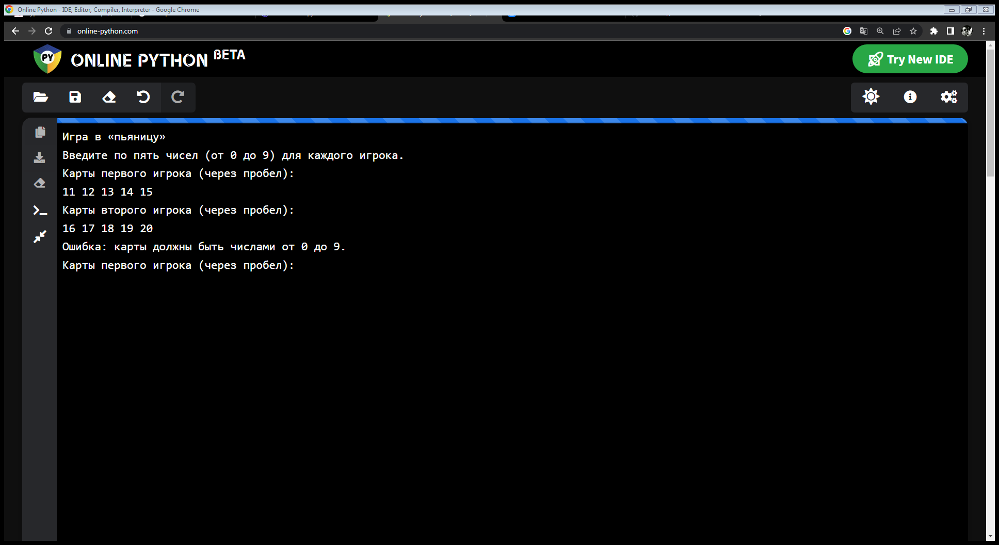 Online Python - IDE, Editor, Compiler, Interpreter - Google Chrome
online-python.com
PY
ONLINE PYTHON BETA
Try New IDE
Игра в «пьяницу»
Введите по пять чисел (от 0 до 9) для каждого игрока.
Карты первого игрока (через пробел):
11 12 13 14 15
Карты второго игрока (через пробел):
16 17 18 19 20
Ошибка: карты должны быть числами от 0 до 9.
Карты первого игрока (через пробел):